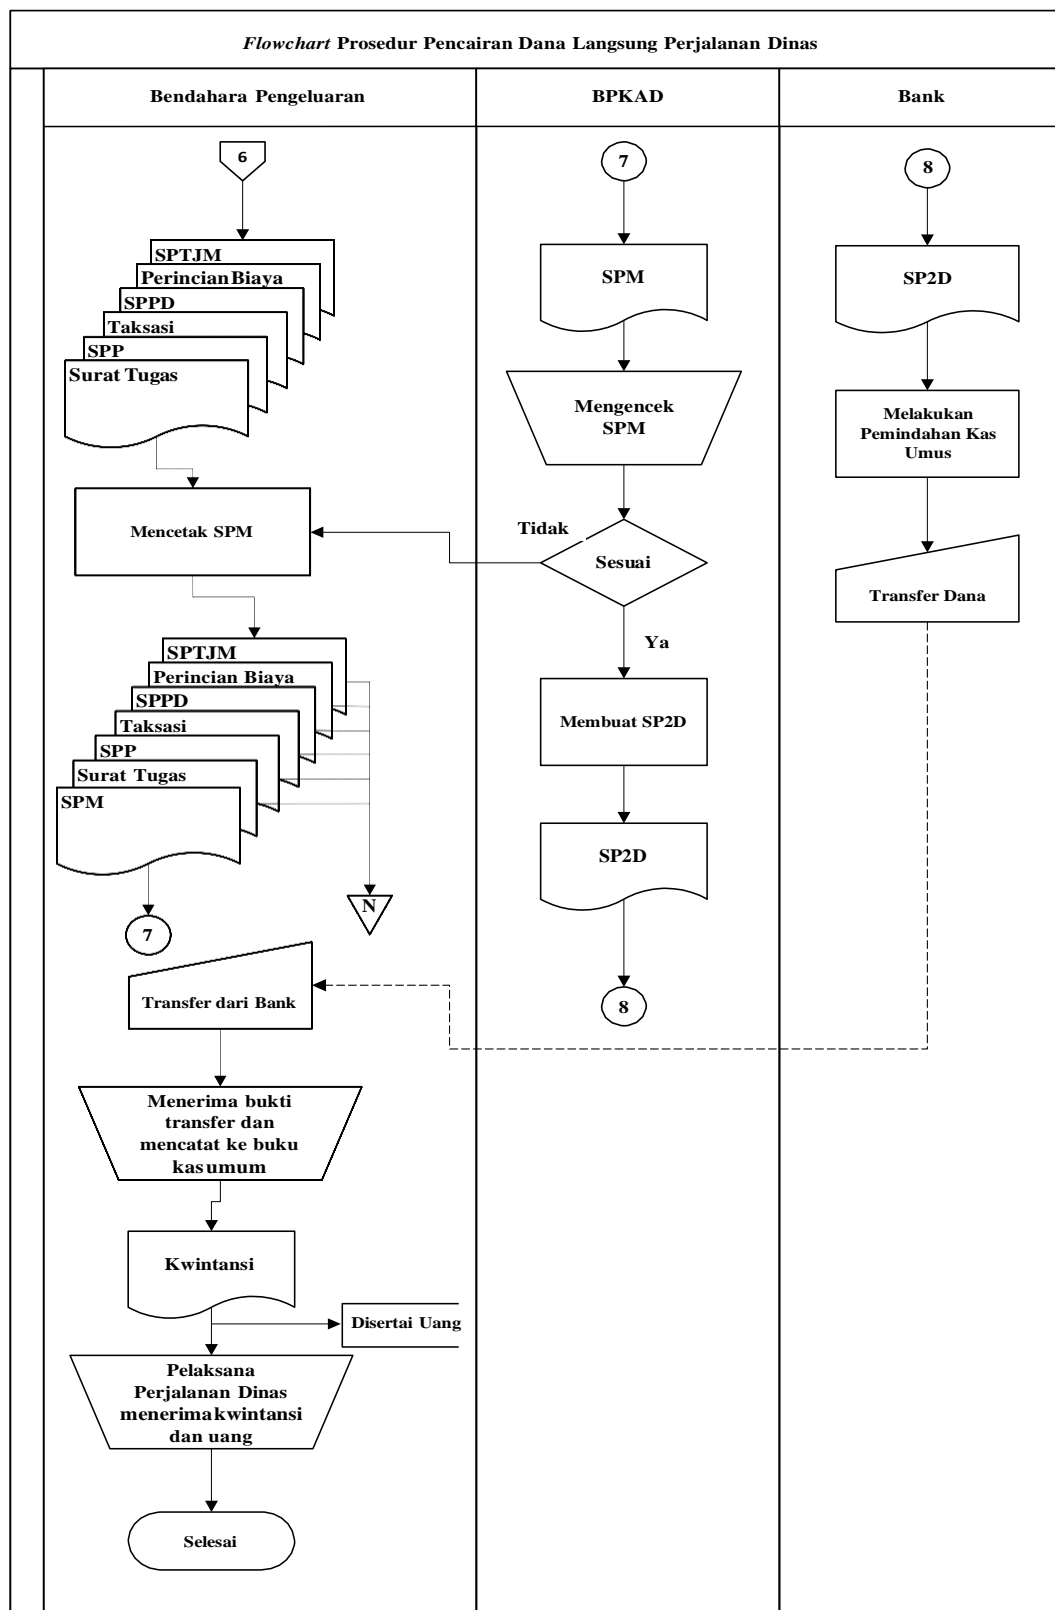 Flowchart Prosedur Pencairan Dana Langsung Perjalanan Dinas
Bendahara Pengeluaran
BPKAD
Bank
6
SPTJM
Perincian Biaya
SPPD
Taksasi
SPP
Surat Tugas
Mencetak SPM
SPTJM
Perincian Biaya
SPPD
Taksasi
SPP
Surat Tugas
SPM
7
N
Transfer dari Bank
Menerima bukti
transfer dan
mencatat ke buku
kas umum
Kwintansi
Disertai Uang
Pelaksana
Perjalanan Dinas
menerima kwintansi
dan uang
Selesai
7
SPM
Mengencek
SPM
Tidak
Sesuai
Ya
Membuat SP2D
SP2D
8
8
SP2D
Melakukan
Pemindahan Kas
Umus
Transfer Dana